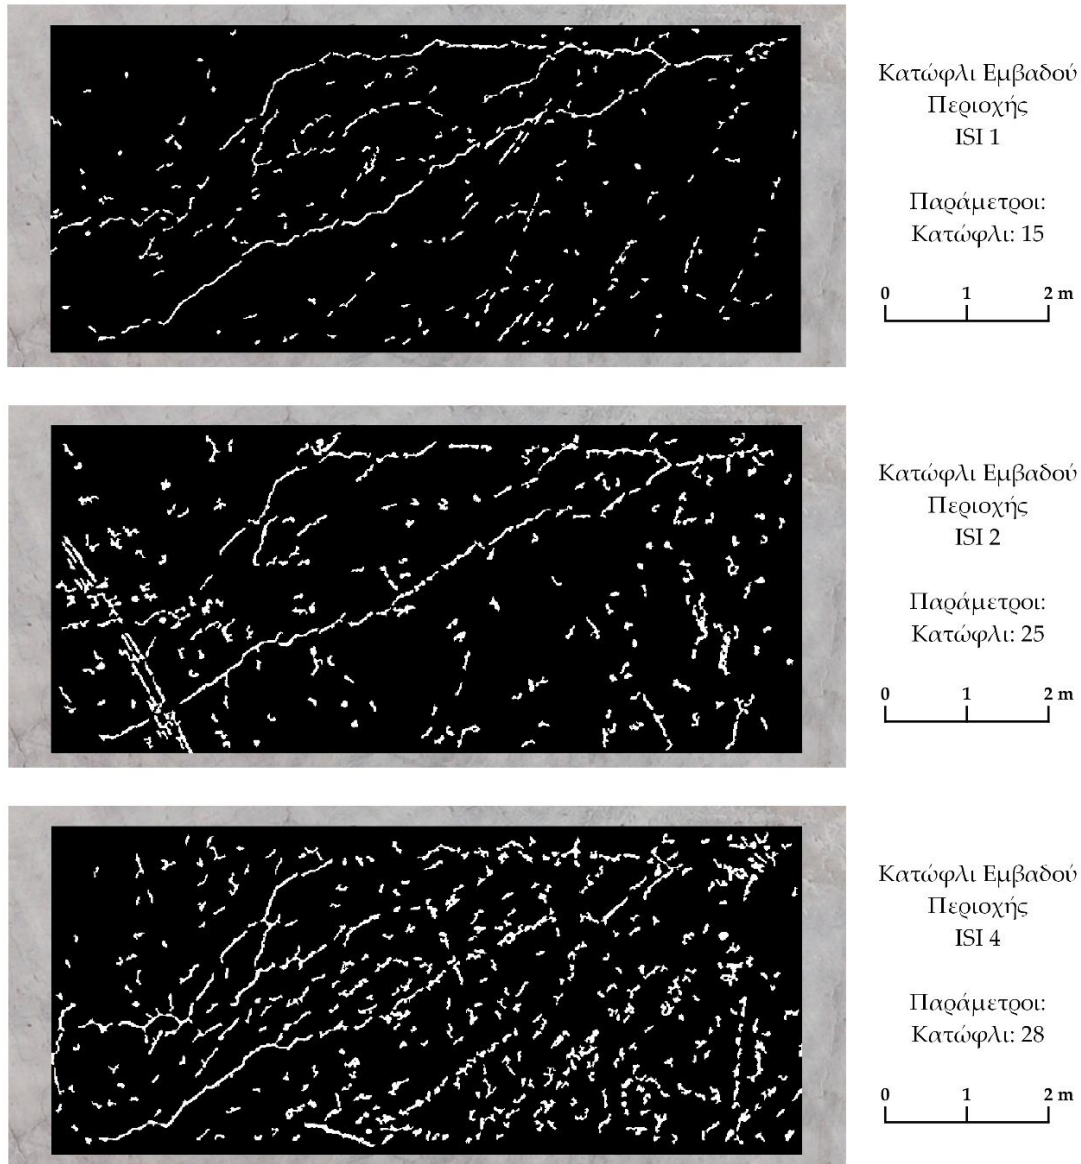 Κατώφλι Εμβαδού
Περιοχής
ISI 1
Παράμετροι:
Κατώφλι: 15
0 1 2 m
Κατώφλι Εμβαδού
Περιοχής
ISI 2
Παράμετροι:
Κατώφλι: 25
0 1 2 m
Κατώφλι Εμβαδού
Περιοχής
ISI 4
Παράμετροι:
Κατώφλι: 28
0 1 2 m